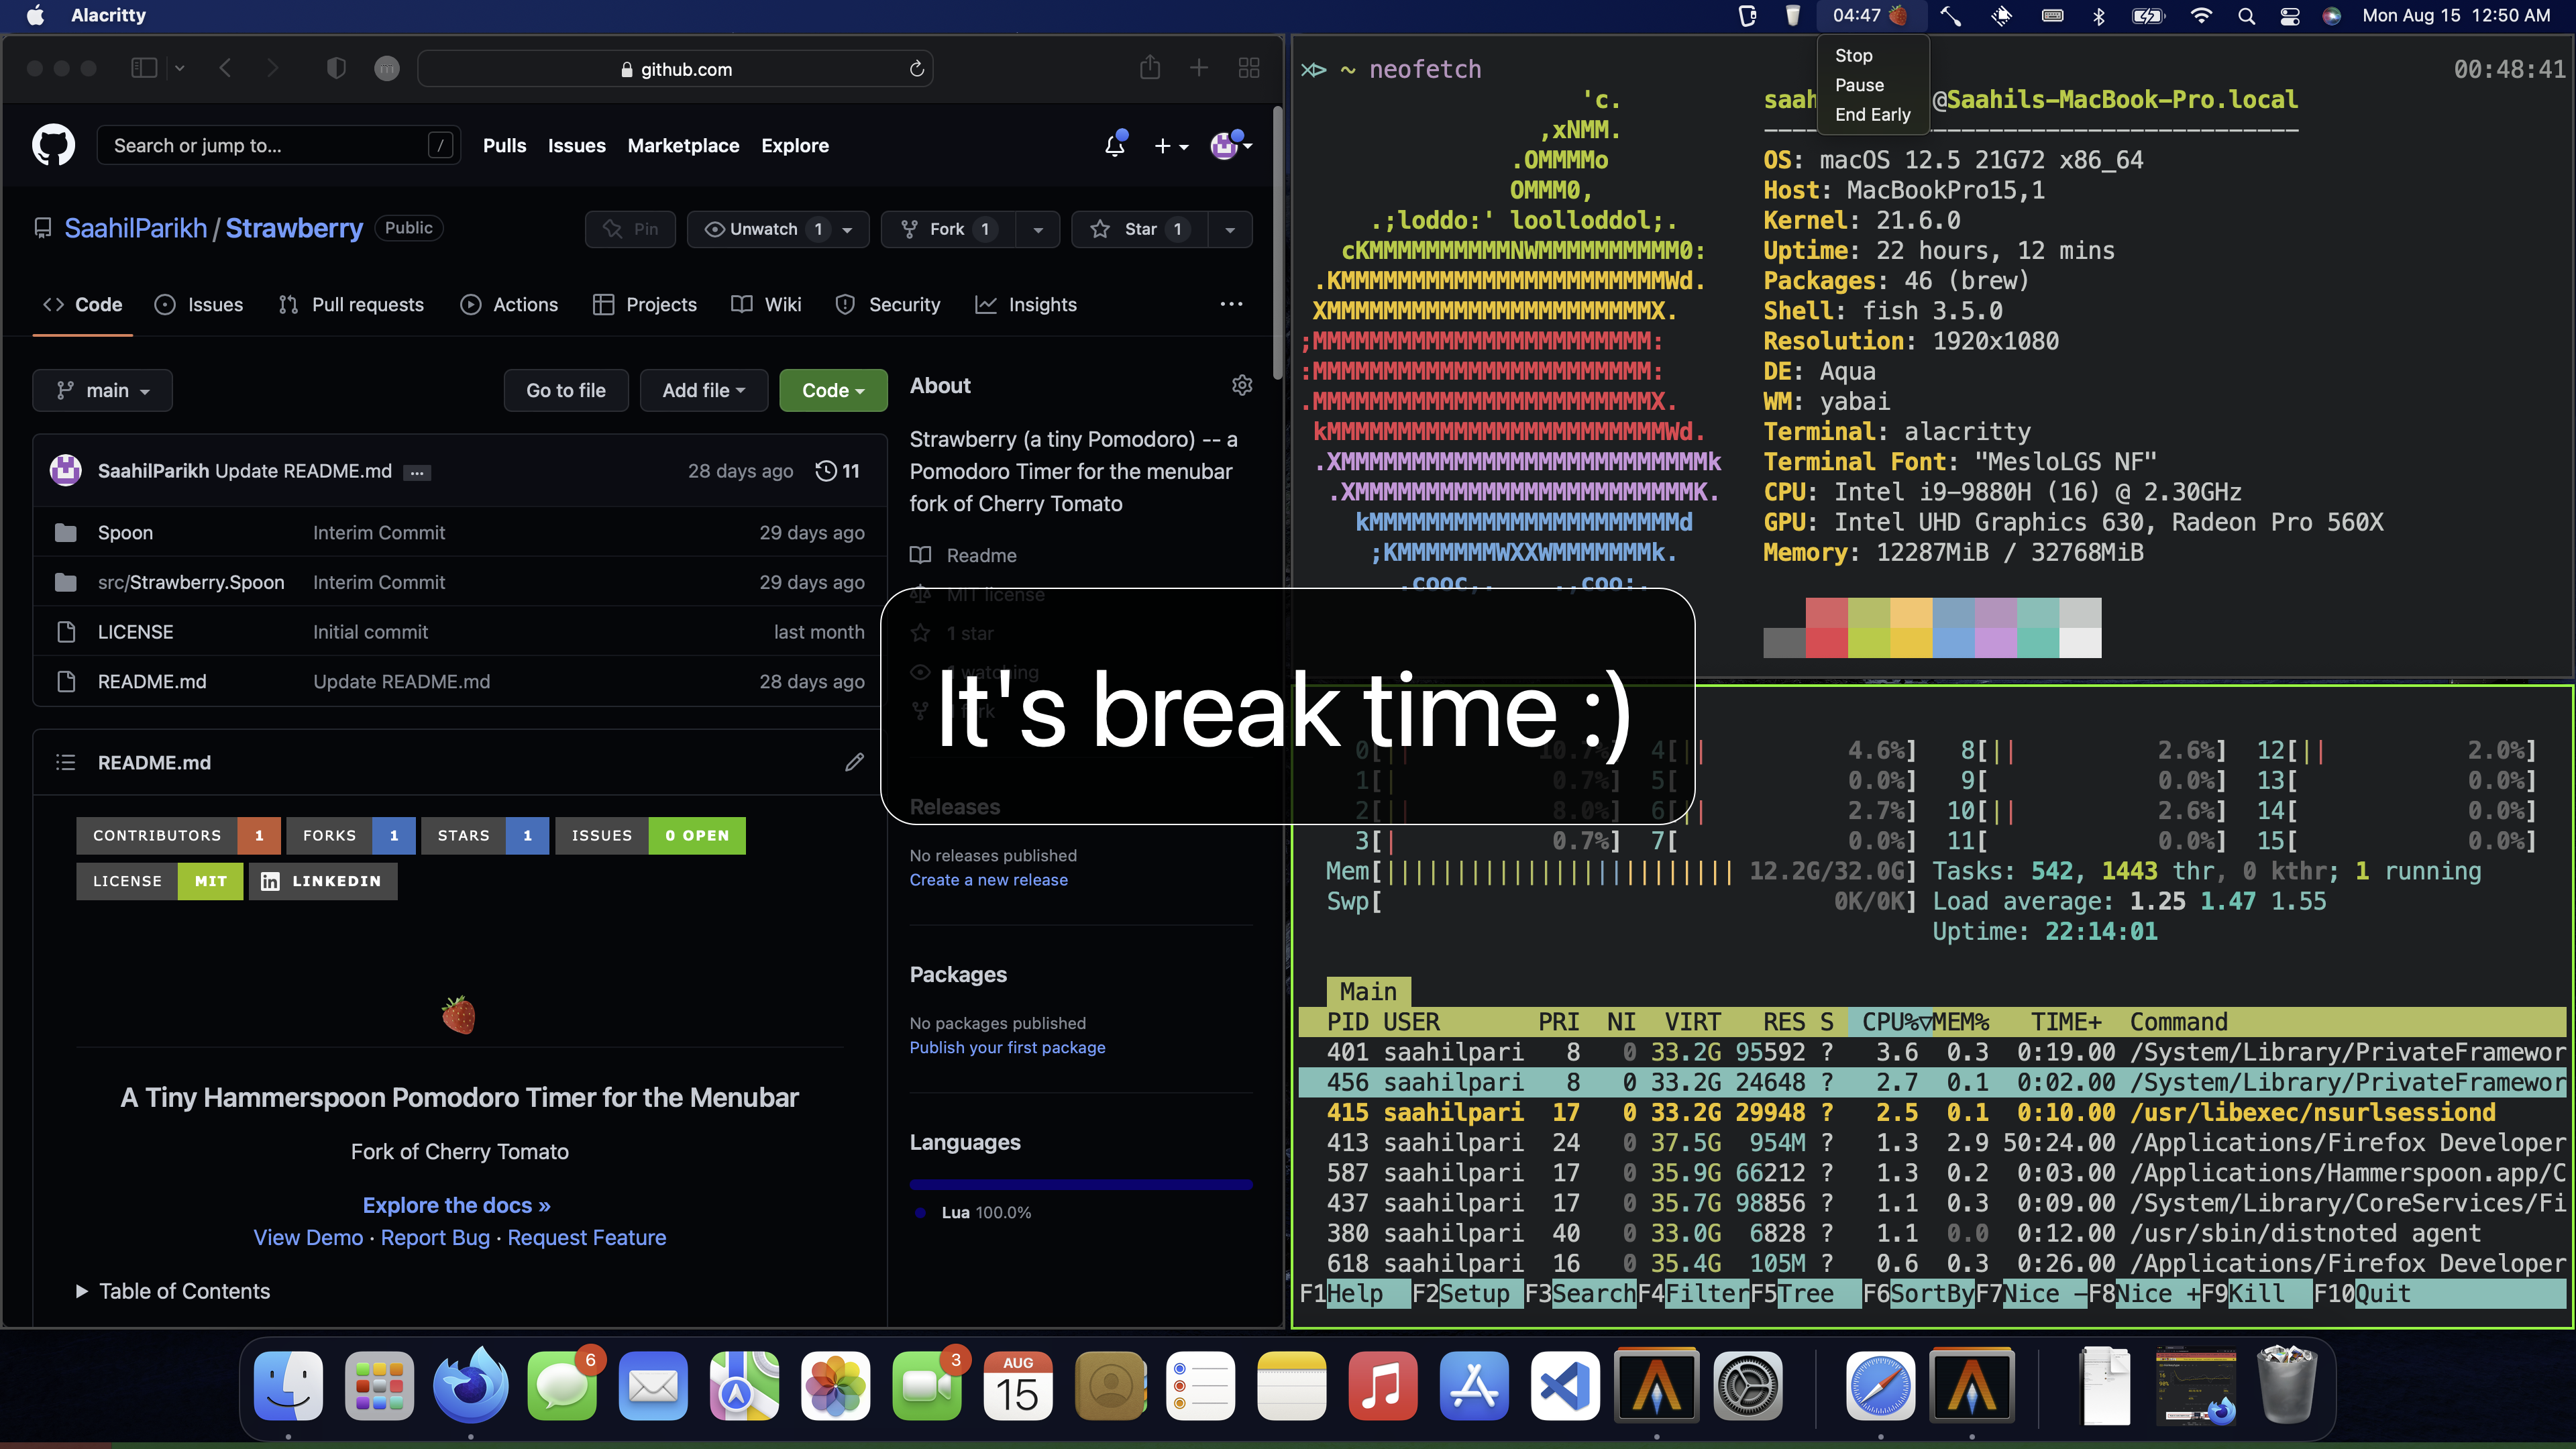 Alacritty
04:47
Mon Aug 15 12:50 AM
Stop
Pause
End Early
github.com
Search or jump to...
/
Pulls
Issues
Marketplace
Explore
SaahilParikh / Strawberry
Public
Pin
Unwatch 1
Fork 1
Star 1
Code
Issues
Pull requests
Actions
Projects
Wiki
Security
Insights
main
Go to file
Add file
Code
SaahilParikh Update README.md ...
28 days ago
11
Spoon Interim Commit 29 days ago
src/Strawberry.Spoon Interim Commit 29 days ago
LICENSE Initial commit last month
README.md Update README.md 28 days ago
README.md
CONTRIBUTORS 1
FORKS 1
STARS 1
ISSUES 0 OPEN
LICENSE MIT
LINKEDIN
A Tiny Hammerspoon Pomodoro Timer for the Menubar
Fork of Cherry Tomato
Explore the docs »
View Demo · Report Bug · Request Feature
Table of Contents
About
Strawberry (a tiny Pomodoro) -- a
Pomodoro Timer for the menubar
fork of Cherry Tomato
Readme
MIT license
1 star
watching
fork
Releases
No releases published
Create a new release
Packages
No packages published
Publish your first package
Languages
Lua 100.0%
It's break time :)
~ neofetch
00:48:41
'c.
,xNMM.
.OMMMMo
OMMM0,
.;loddo:' loolloddol;.
cKMMMMMMMMMMNWMMMMMMMMMM0:
.KMMMMMMMMMMMMMMMMMMMMMMMWd.
XMMMMMMMMMMMMMMMMMMMMMMMX.
;MMMMMMMMMMMMMMMMMMMMMMMM:
:MMMMMMMMMMMMMMMMMMMMMMMM:
.MMMMMMMMMMMMMMMMMMMMMMMMX.
kMMMMMMMMMMMMMMMMMMMMMMMMWd.
.XMMMMMMMMMMMMMMMMMMMMMMMMMMk
.XMMMMMMMMMMMMMMMMMMMMMMMMK.
kMMMMMMMMMMMMMMMMMMMMMMd
;KMMMMMMMWXXWMMMMMMMk.
.cooc,. .,coo:.
saah @Saahils-MacBook-Pro.local
OS: macOS 12.5 21G72 x86_64
Host: MacBookPro15,1
Kernel: 21.6.0
Uptime: 22 hours, 12 mins
Packages: 46 (brew)
Shell: fish 3.5.0
Resolution: 1920x1080
DE: Aqua
WM: yabai
Terminal: alacritty
Terminal Font: "MesloLGS NF"
CPU: Intel i9-9880H (16) @ 2.30GHz
GPU: Intel UHD Graphics 630, Radeon Pro 560X
Memory: 12287MiB / 32768MiB
0[|| 10.7%] 4[|| 4.6%] 8[|| 2.6%] 12[|| 2.0%]
1[| 0.7%] 5[ 0.0%] 9[ 0.0%] 13[ 0.0%]
2[|| 8.0%] 6[|| 2.7%] 10[|| 2.6%] 14[ 0.0%]
3[| 0.7%] 7[ 0.0%] 11[ 0.0%] 15[ 0.0%]
Mem[||||||||||||||||||||||||| 12.2G/32.0G] Tasks: 542, 1443 thr, 0 kthr; 1 running
Swp[ 0K/0K] Load average: 1.25 1.47 1.55
Uptime: 22:14:01
Main
PID USER PRI NI VIRT RES S CPU%▽MEM% TIME+ Command
401 saahilpari 8 0 33.2G 95592 ? 3.6 0.3 0:19.00 /System/Library/PrivateFramewor
456 saahilpari 8 0 33.2G 24648 ? 2.7 0.1 0:02.00 /System/Library/PrivateFramewor
415 saahilpari 17 0 33.2G 29948 ? 2.5 0.1 0:10.00 /usr/libexec/nsurlsessiond
413 saahilpari 24 0 37.5G 954M ? 1.3 2.9 50:24.00 /Applications/Firefox Developer
587 saahilpari 17 0 35.9G 66212 ? 1.3 0.2 0:03.00 /Applications/Hammerspoon.app/C
437 saahilpari 17 0 35.7G 98856 ? 1.1 0.3 0:09.00 /System/Library/CoreServices/Fi
380 saahilpari 40 0 33.0G 6828 ? 1.1 0.0 0:12.00 /usr/sbin/distnoted agent
618 saahilpari 16 0 35.4G 105M ? 0.6 0.3 0:26.00 /Applications/Firefox Developer
F1Help F2Setup F3SearchF4FilterF5Tree F6SortByF7Nice -F8Nice +F9Kill F10Quit
6
3
AUG
15